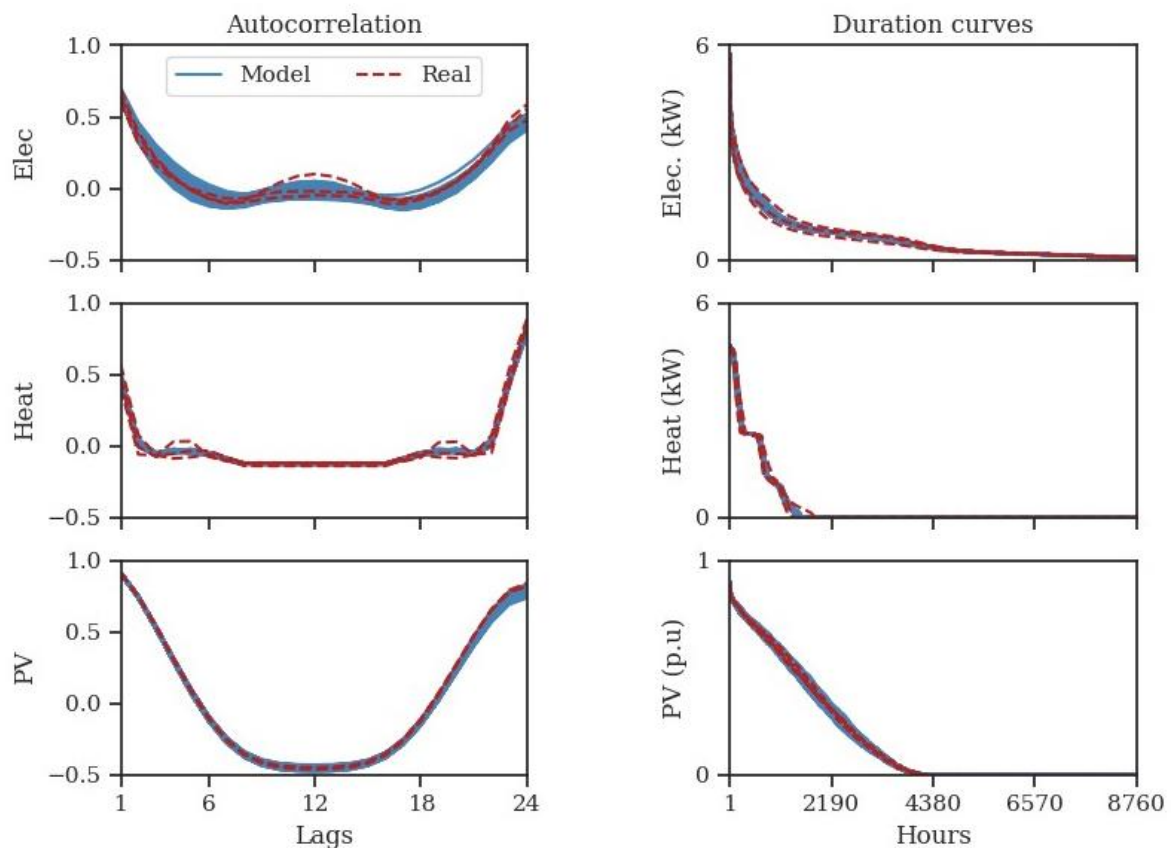 Autocorrelation
1.0
Model
Real
0.5
0.0
−0.5
Elec
Duration curves
6
0
Elec. (kW)
1.0
0.5
0.0
−0.5
Heat
6
0
Heat (kW)
1.0
0.5
0.0
−0.5
PV
1 6 12 18 24
Lags
1
0
PV (p.u)
1 2190 4380 6570 8760
Hours